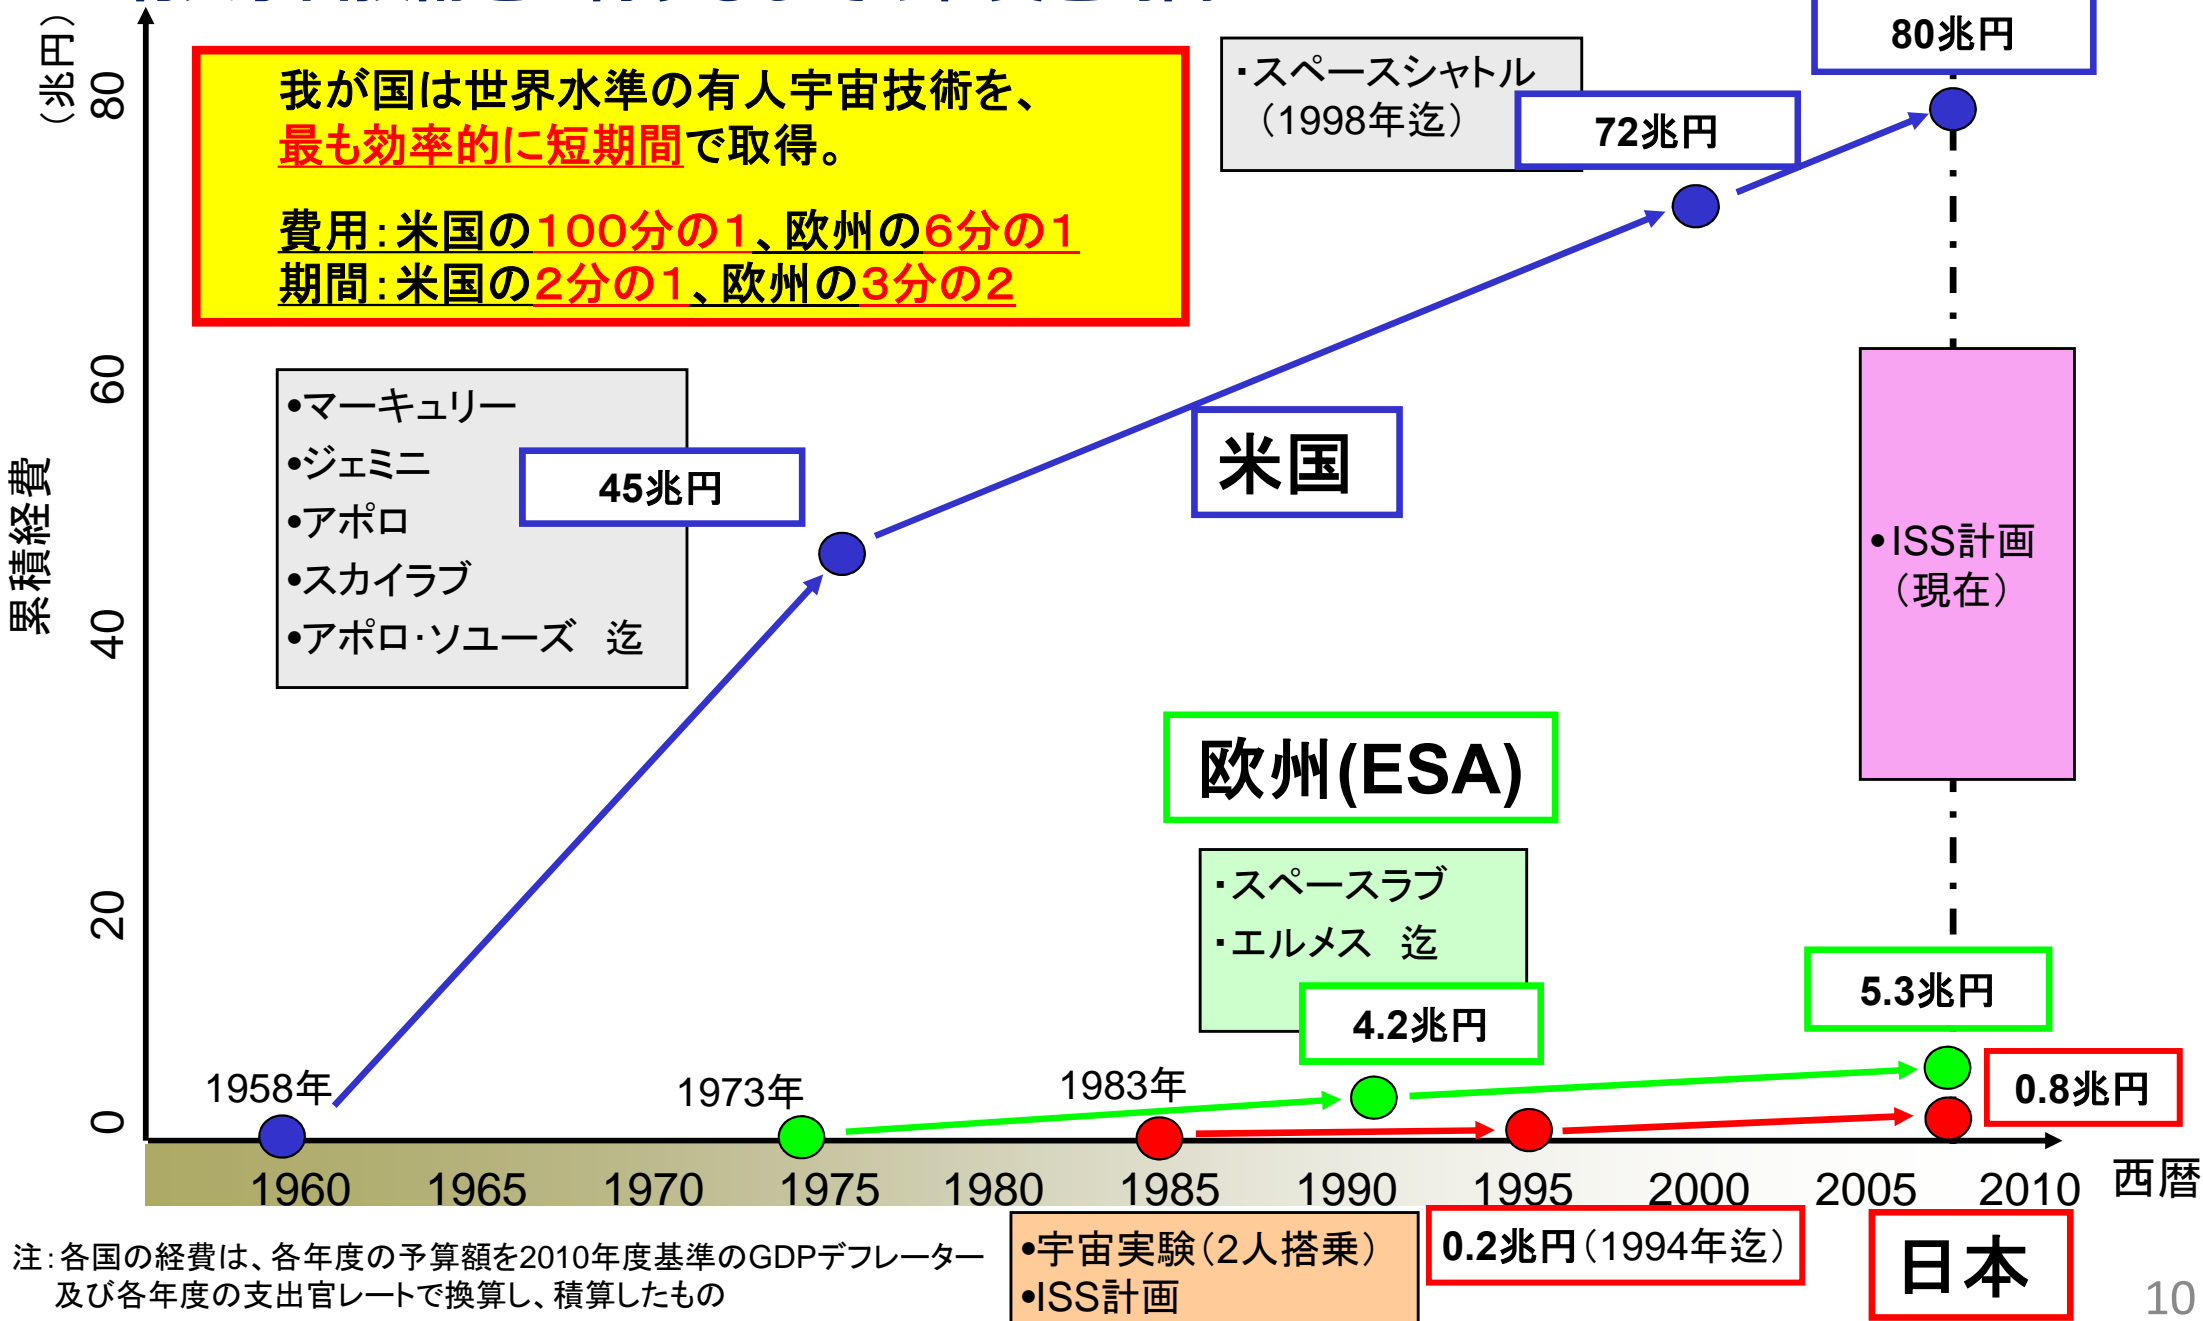 (兆円)
80
60
40
20
0
累積経費
我が国は世界水準の有人宇宙技術を、
最も効率的に短期間で取得。
費用:米国の100分の1、欧州の6分の1
期間:米国の2分の1、欧州の3分の2
・スペースシャトル
(1998年迄)
72兆円
80兆円
•マーキュリー
•ジェミニ
•アポロ
•スカイラブ
•アポロ・ソユーズ 迄
45兆円
米国
•ISS計画
(現在)
欧州(ESA)
・スペースラブ
・エルメス 迄
4.2兆円
5.3兆円
0.8兆円
1958年
1973年
1983年
1960 1965 1970 1975 1980 1985 1990 1995 2000 2005 2010 西暦
•宇宙実験(2人搭乗)
•ISS計画
0.2兆円(1994年迄)
日本
注:各国の経費は、各年度の予算額を2010年度基準のGDPデフレーター
及び各年度の支出官レートで換算し、積算したもの
10